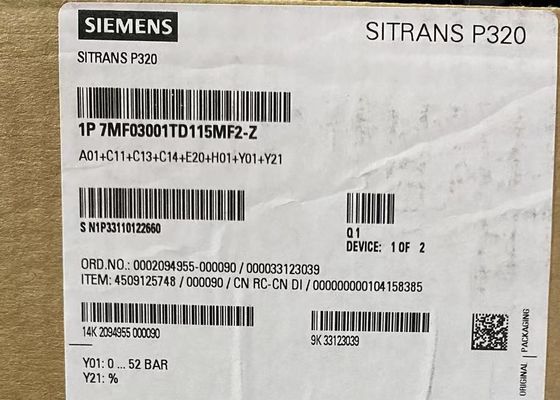 SIEMENS
SITRANS P320
SITRANS P320
1P 7MF03001TD115MF2-Z
A01+C11+C13+C14+E20+H01+Y01+Y21
S N1P33110122660
Q 1
DEVICE: 1 OF 2
ORD.NO.: 0002094955-000090 / 000033123039
ITEM: 4509125748 / 000090 / CN RC-CN DI / 000000000104158385
14K 2094955 000090
9K 33123039
Y01: 0 ... 52 BAR
Y21: %
ORIGINAL PACKAGING